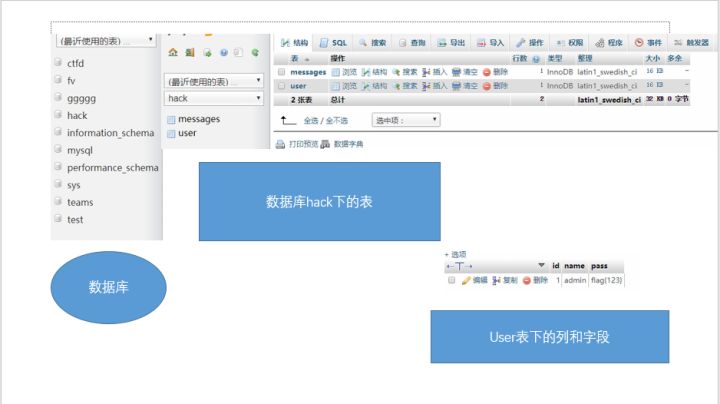 (最近使用的表) ...
ctfd
fv
ggggg
hack
information_schema
mysql
performance_schema
sys
teams
test
(最近使用的表) ...
hack
messages
user
结构 SQL 搜索 查询 导出 导入 操作 权限 程序 事件 触发器
表 操作 行数 类型 整理 大小 多余
messages 浏览 结构 搜索 插入 清空 删除 1 InnoDB latin1_swedish_ci 16 KB -
user 浏览 结构 搜索 插入 清空 删除 1 InnoDB latin1_swedish_ci 16 KB -
2 张表 总计 2 latin1_swedish_ci 32 KB 0 字节
全选 / 全不选 选中项：
打印预览 数据字典
数据库hack下的表
数据库
+ 选项
←T→ id name pass
编辑 复制 删除 1 admin flag{123}
User表下的列和字段